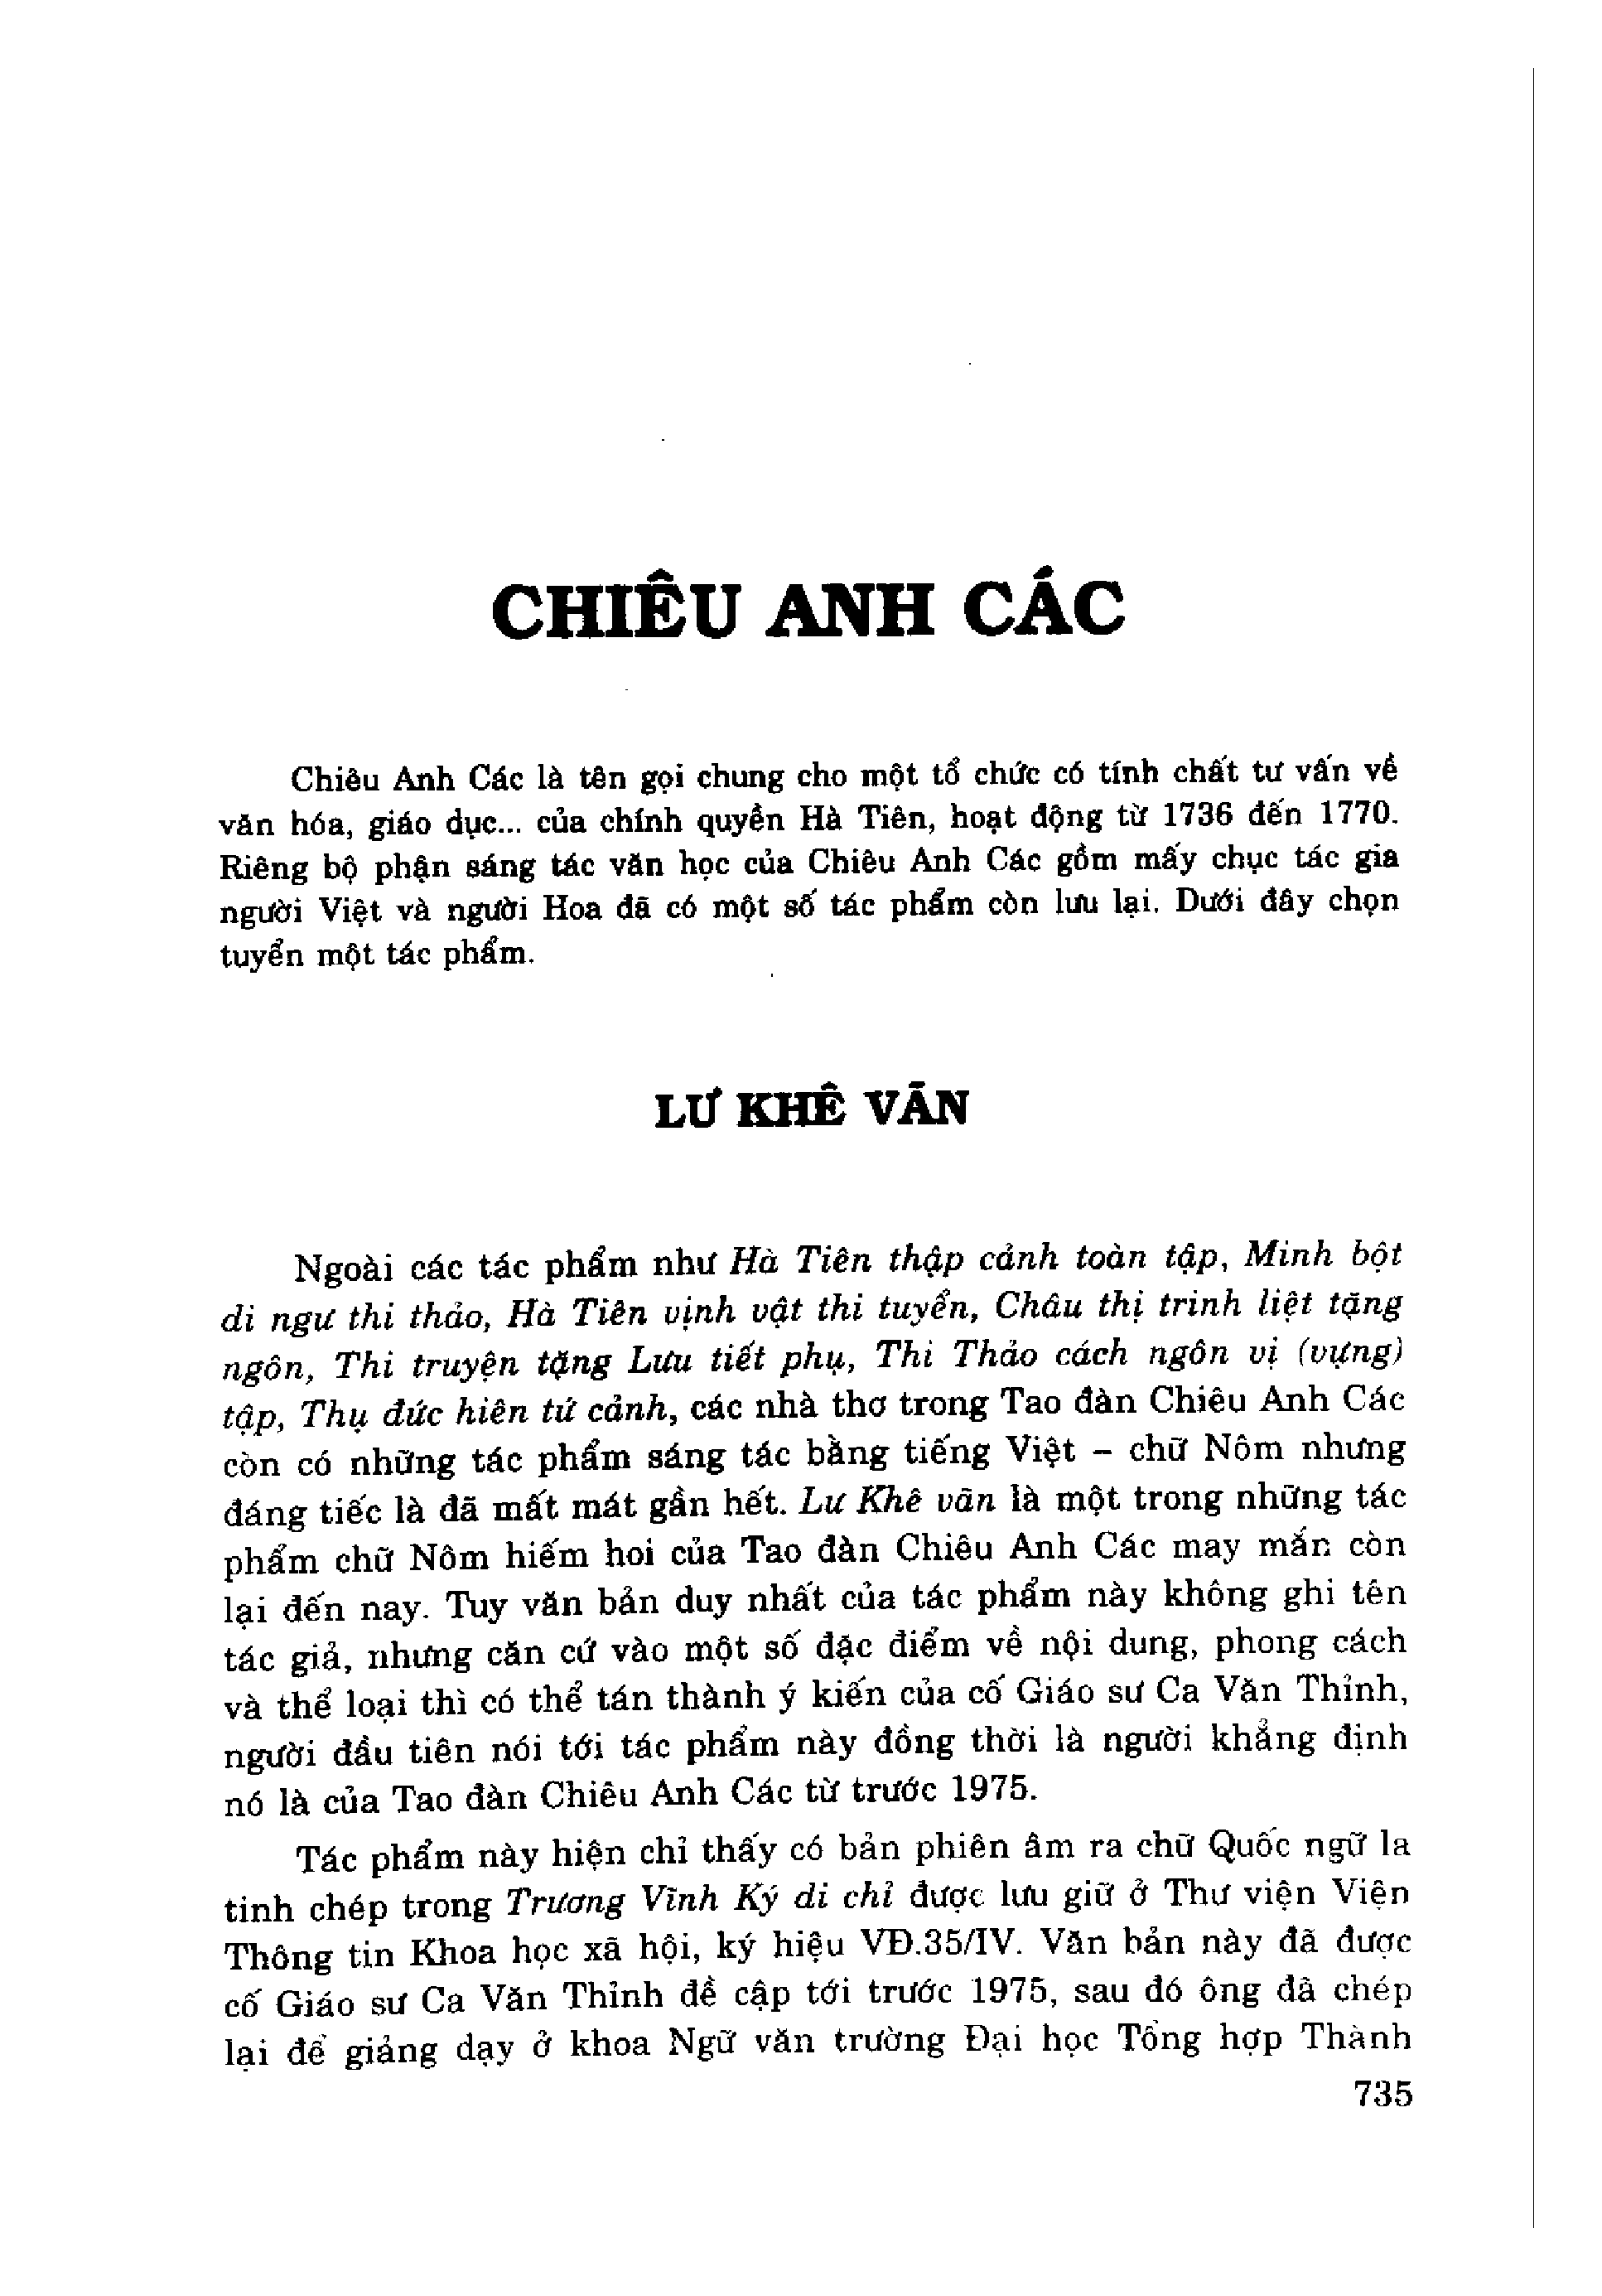 CHIÊU ANH CÁC
Chiêu Anh Các là tên gọi chung cho một tổ chức có tính chất tư vấn về
văn hóa, giáo dục... của chính quyền Hà Tiên, hoạt động từ 1736 đến 1770.
Riêng bộ phận sáng tác văn học của Chiêu Anh Các gồm mấy chục tác gia
người Việt và người Hoa đã có một số tác phẩm còn lưu lại. Dưới đây chọn
tuyển một tác phẩm.
LƯ KHÊ VÃN
Ngoài các tác phẩm như Hà Tiên thập cảnh toàn tập, Minh bột
di ngư thi thảo, Hà Tiên vịnh vật thi tuyển, Châu thị trinh liệt tặng
ngôn, Thi truyện tặng Lưu tiết phụ, Thi Thảo cách ngôn vị (vựng)
tập, Thụ đức hiên tứ cảnh, các nhà thơ trong Tao đàn Chiêu Anh Các
còn có những tác phẩm sáng tác bằng tiếng Việt – chữ Nôm nhưng
đáng tiếc là đã mất mát gần hết. Lư Khê vãn là một trong những tác
phẩm chữ Nôm hiếm hoi của Tao đàn Chiêu Anh Các may mắn còn
lại đến nay. Tuy văn bản duy nhất của tác phẩm này không ghi tên
tác giả, nhưng căn cứ vào một số đặc điểm về nội dung, phong cách
và thể loại thì có thể tán thành ý kiến của cố Giáo sư Ca Văn Thỉnh,
người đầu tiên nói tới tác phẩm này đồng thời là người khẳng định
nó là của Tao đàn Chiêu Anh Các từ trước 1975.
Tác phẩm này hiện chỉ thấy có bản phiên âm ra chữ Quốc ngữ la
tinh chép trong Trương Vĩnh Ký di chỉ được lưu giữ ở Thư viện Viện
Thông tin Khoa học xã hội, ký hiệu VĐ.35/IV. Văn bản này đã được
cố Giáo sư Ca Văn Thỉnh đề cập tới trước 1975, sau đó ông đã chép
lại để giảng dạy ở khoa Ngữ văn trường Đại học Tổng hợp Thành
735